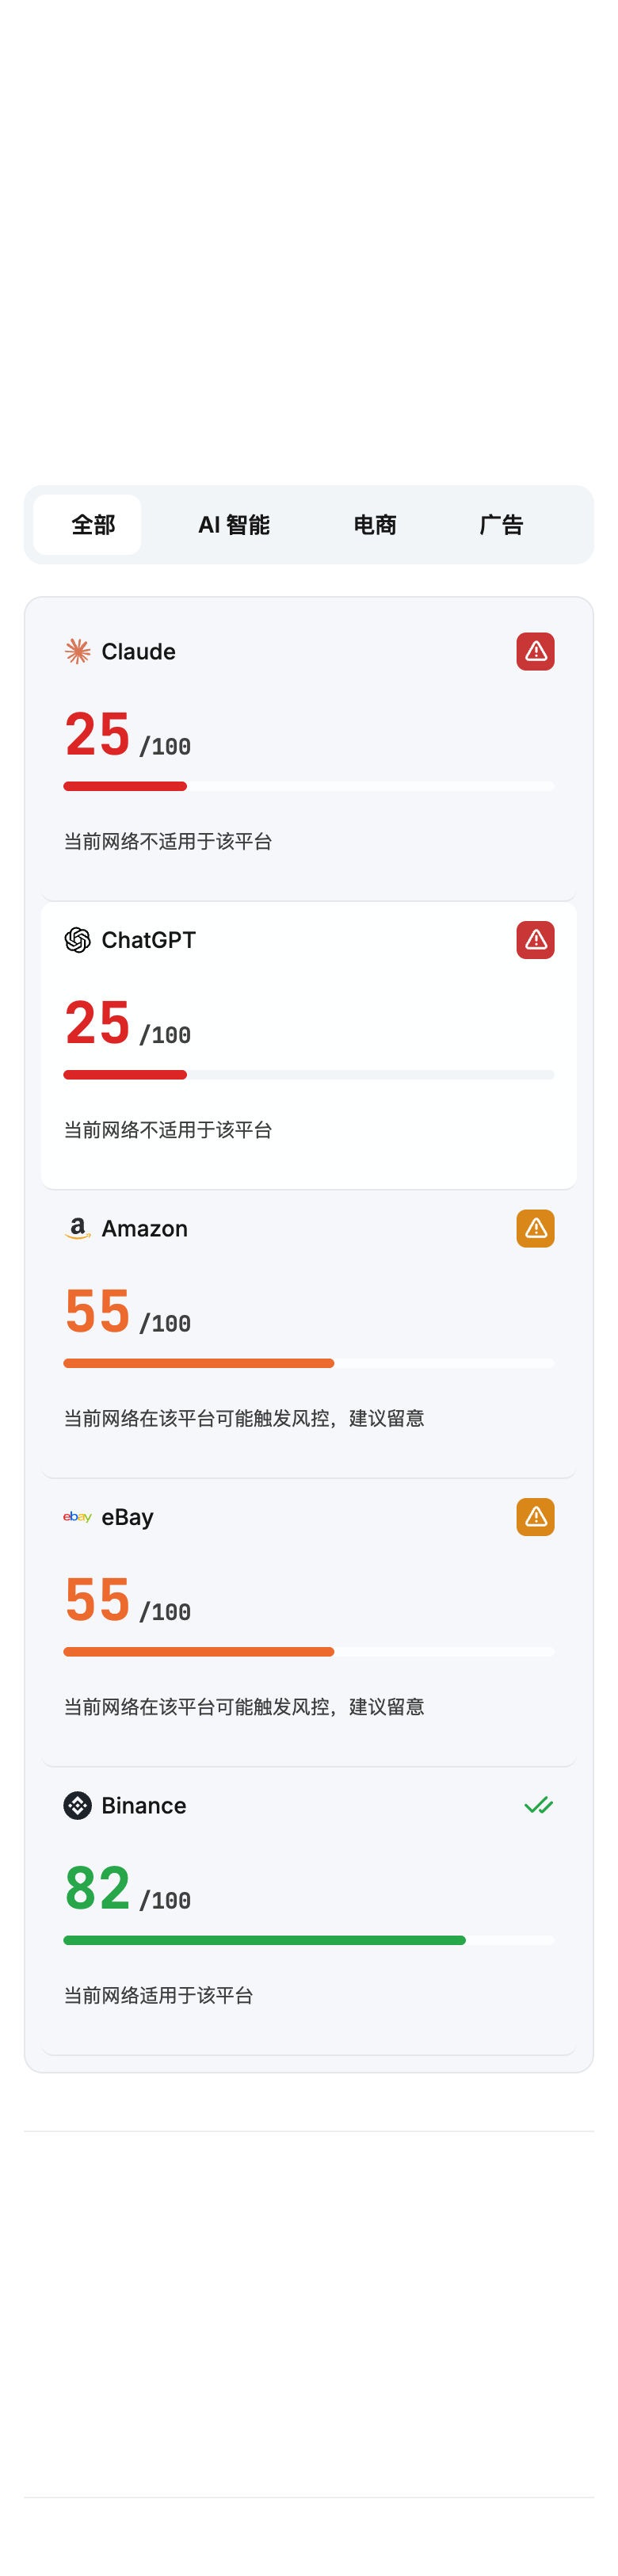 全部 AI 智能 电商 广告
Claude
25 /100
当前网络不适用于该平台
ChatGPT
25 /100
当前网络不适用于该平台
a Amazon
55 /100
当前网络在该平台可能触发风控，建议留意
ebay eBay
55 /100
当前网络在该平台可能触发风控，建议留意
Binance
82 /100
当前网络适用于该平台